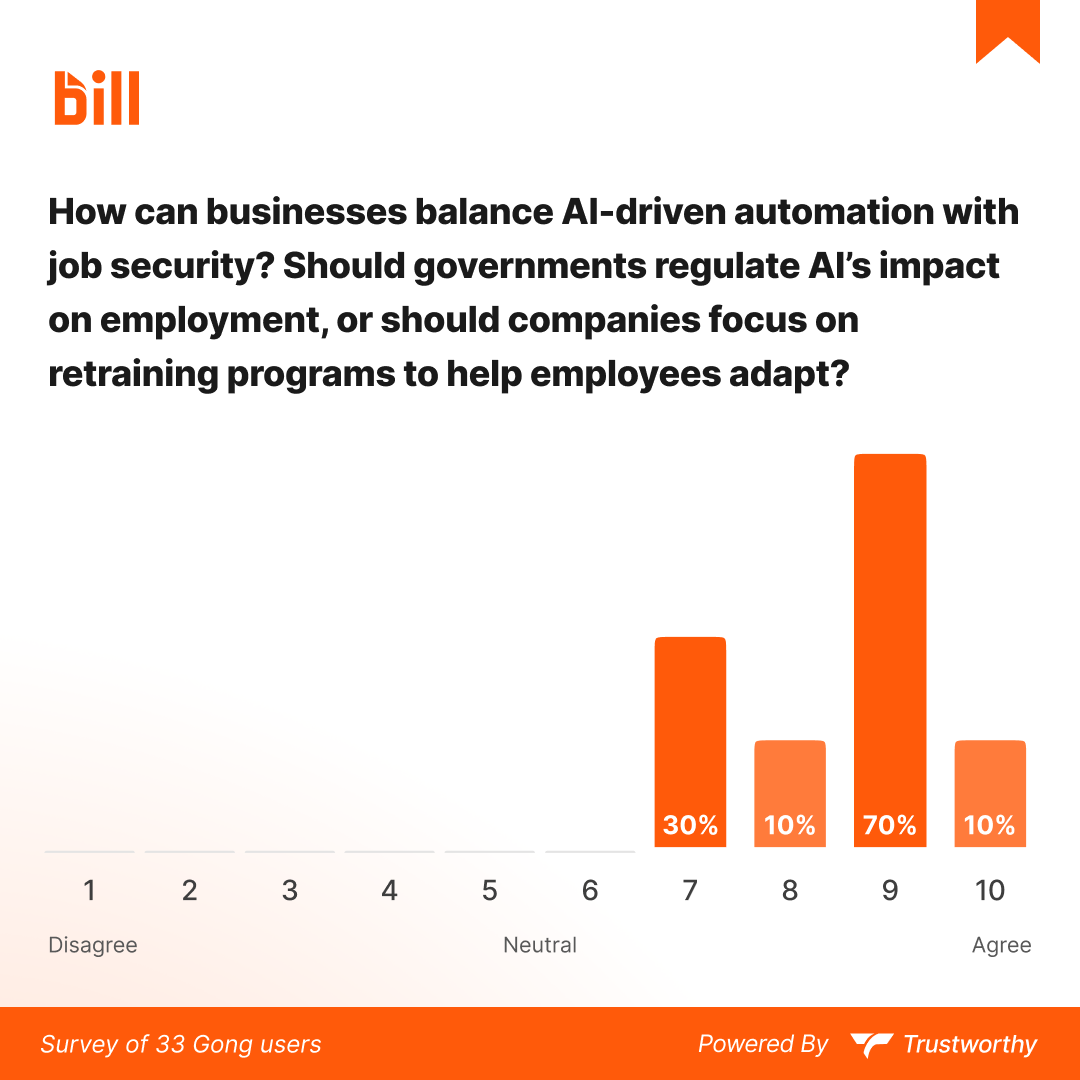 bill
How can businesses balance AI-driven automation with
job security? Should governments regulate AI’s impact
on employment, or should companies focus on
retraining programs to help employees adapt?
30% 10% 70% 10%
1 2 3 4 5 6 7 8 9 10
Disagree Neutral Agree
Survey of 33 Gong users Powered By Trustworthy